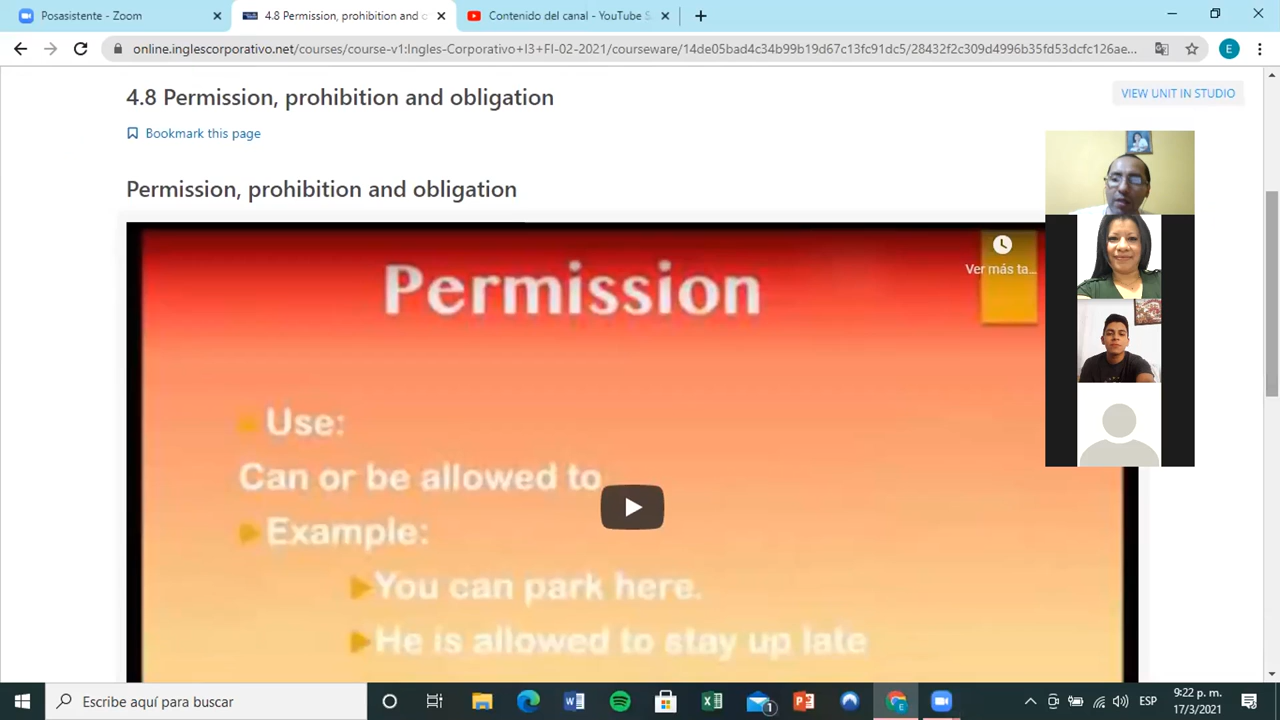 Posasistente - Zoom
4.8 Permission, prohibition and o
Contenido del canal - YouTube S
online.inglescorporativo.net/courses/course-v1:Ingles-Corporativo+I3+FI-02-2021/courseware/14de05bad4c34b99b19d67c13fc91dc5/28432f2c309d4996b35fd53dcfc126ae...
E
4.8 Permission, prohibition and obligation
VIEW UNIT IN STUDIO
Bookmark this page
Permission, prohibition and obligation
Permission
Ver más ta...
Use:
Can or be allowed to
Example:
You can park here.
He is allowed to stay up late
Escribe aquí para buscar
1
E
ESP
9:22 p. m.
17/3/2021